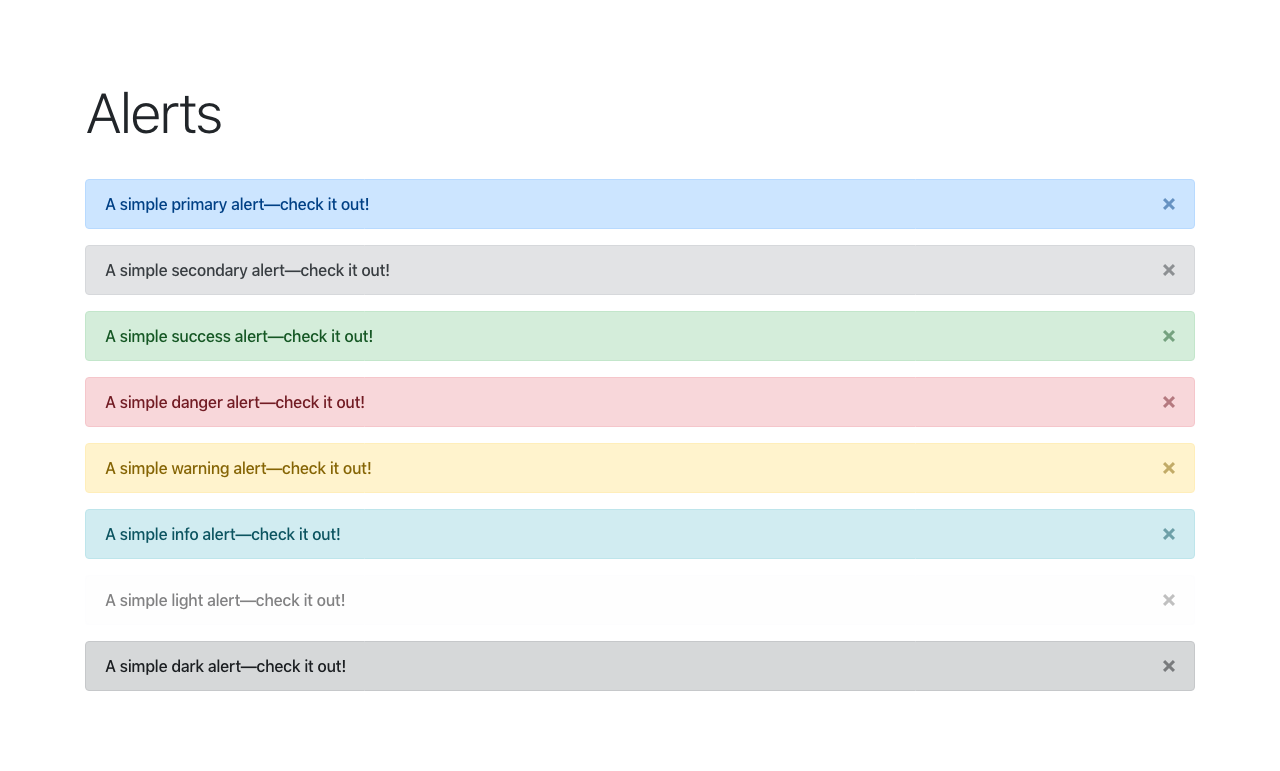 Alerts
A simple primary alert—check it out!
A simple secondary alert—check it out!
A simple success alert—check it out!
A simple danger alert—check it out!
A simple warning alert—check it out!
A simple info alert—check it out!
A simple light alert—check it out!
A simple dark alert—check it out!